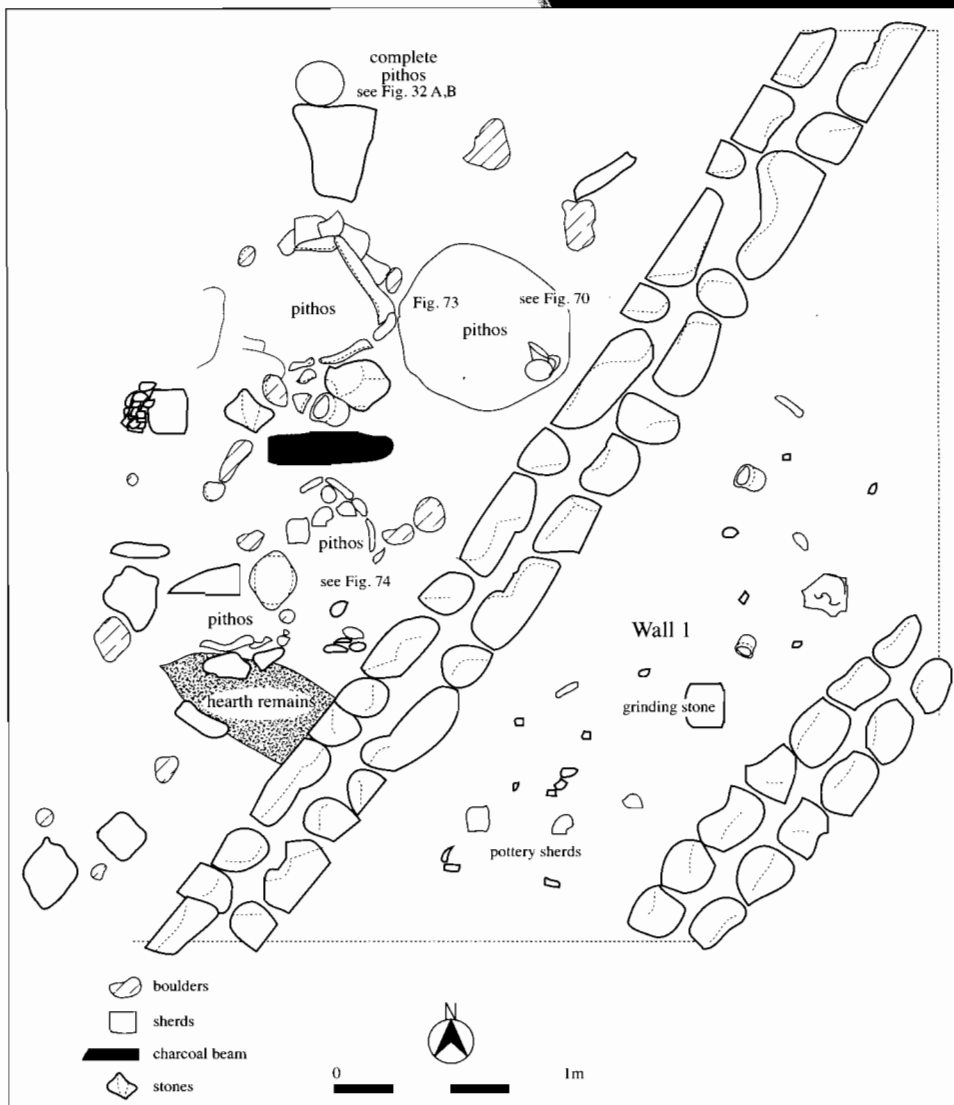 complete
pithos
see Fig. 32 A,B
pithos
Fig. 73
see Fig. 70
pithos
pithos
see Fig. 74
pithos
Wall 1
hearth remains
grinding stone
pottery sherds
boulders
sherds
charcoal beam
stones
N
0 1m